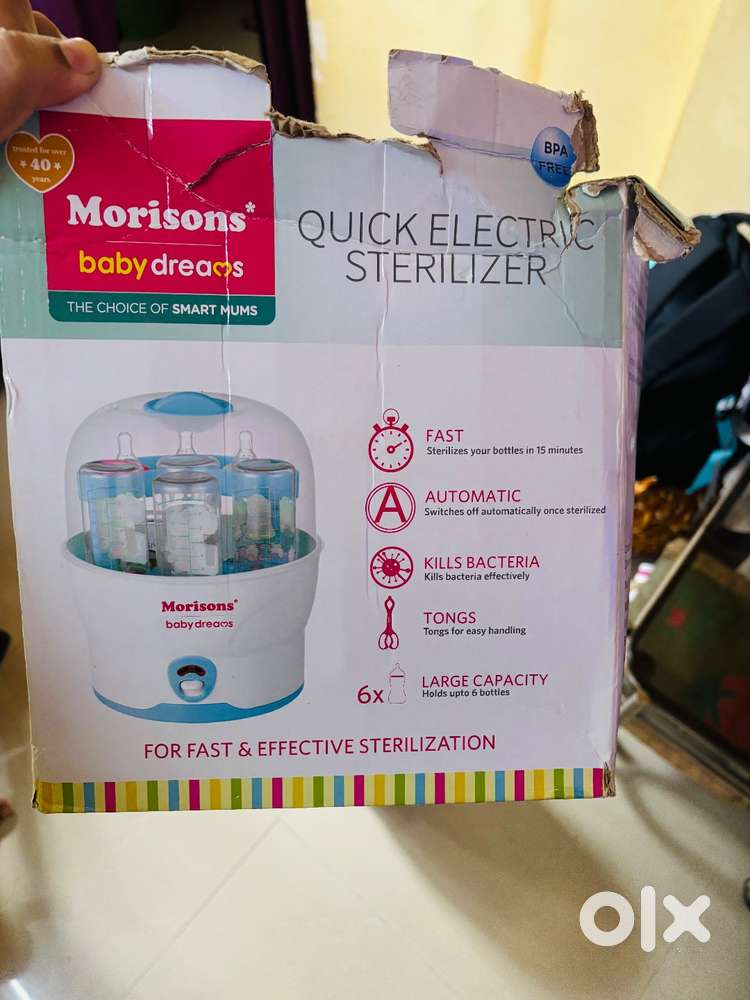 trusted for over
40
years
Morisons*
baby dreams
THE CHOICE OF SMART MUMS
BPA
FREE
QUICK ELECTRIC
STERILIZER
FAST
Sterilizes your bottles in 15 minutes
AUTOMATIC
Switches off automatically once sterilized
A
KILLS BACTERIA
Kills bacteria effectively
TONGS
Tongs for easy handling
6x
LARGE CAPACITY
Holds upto 6 bottles
Morisons*
baby dreams
FOR FAST & EFFECTIVE STERILIZATION
olx